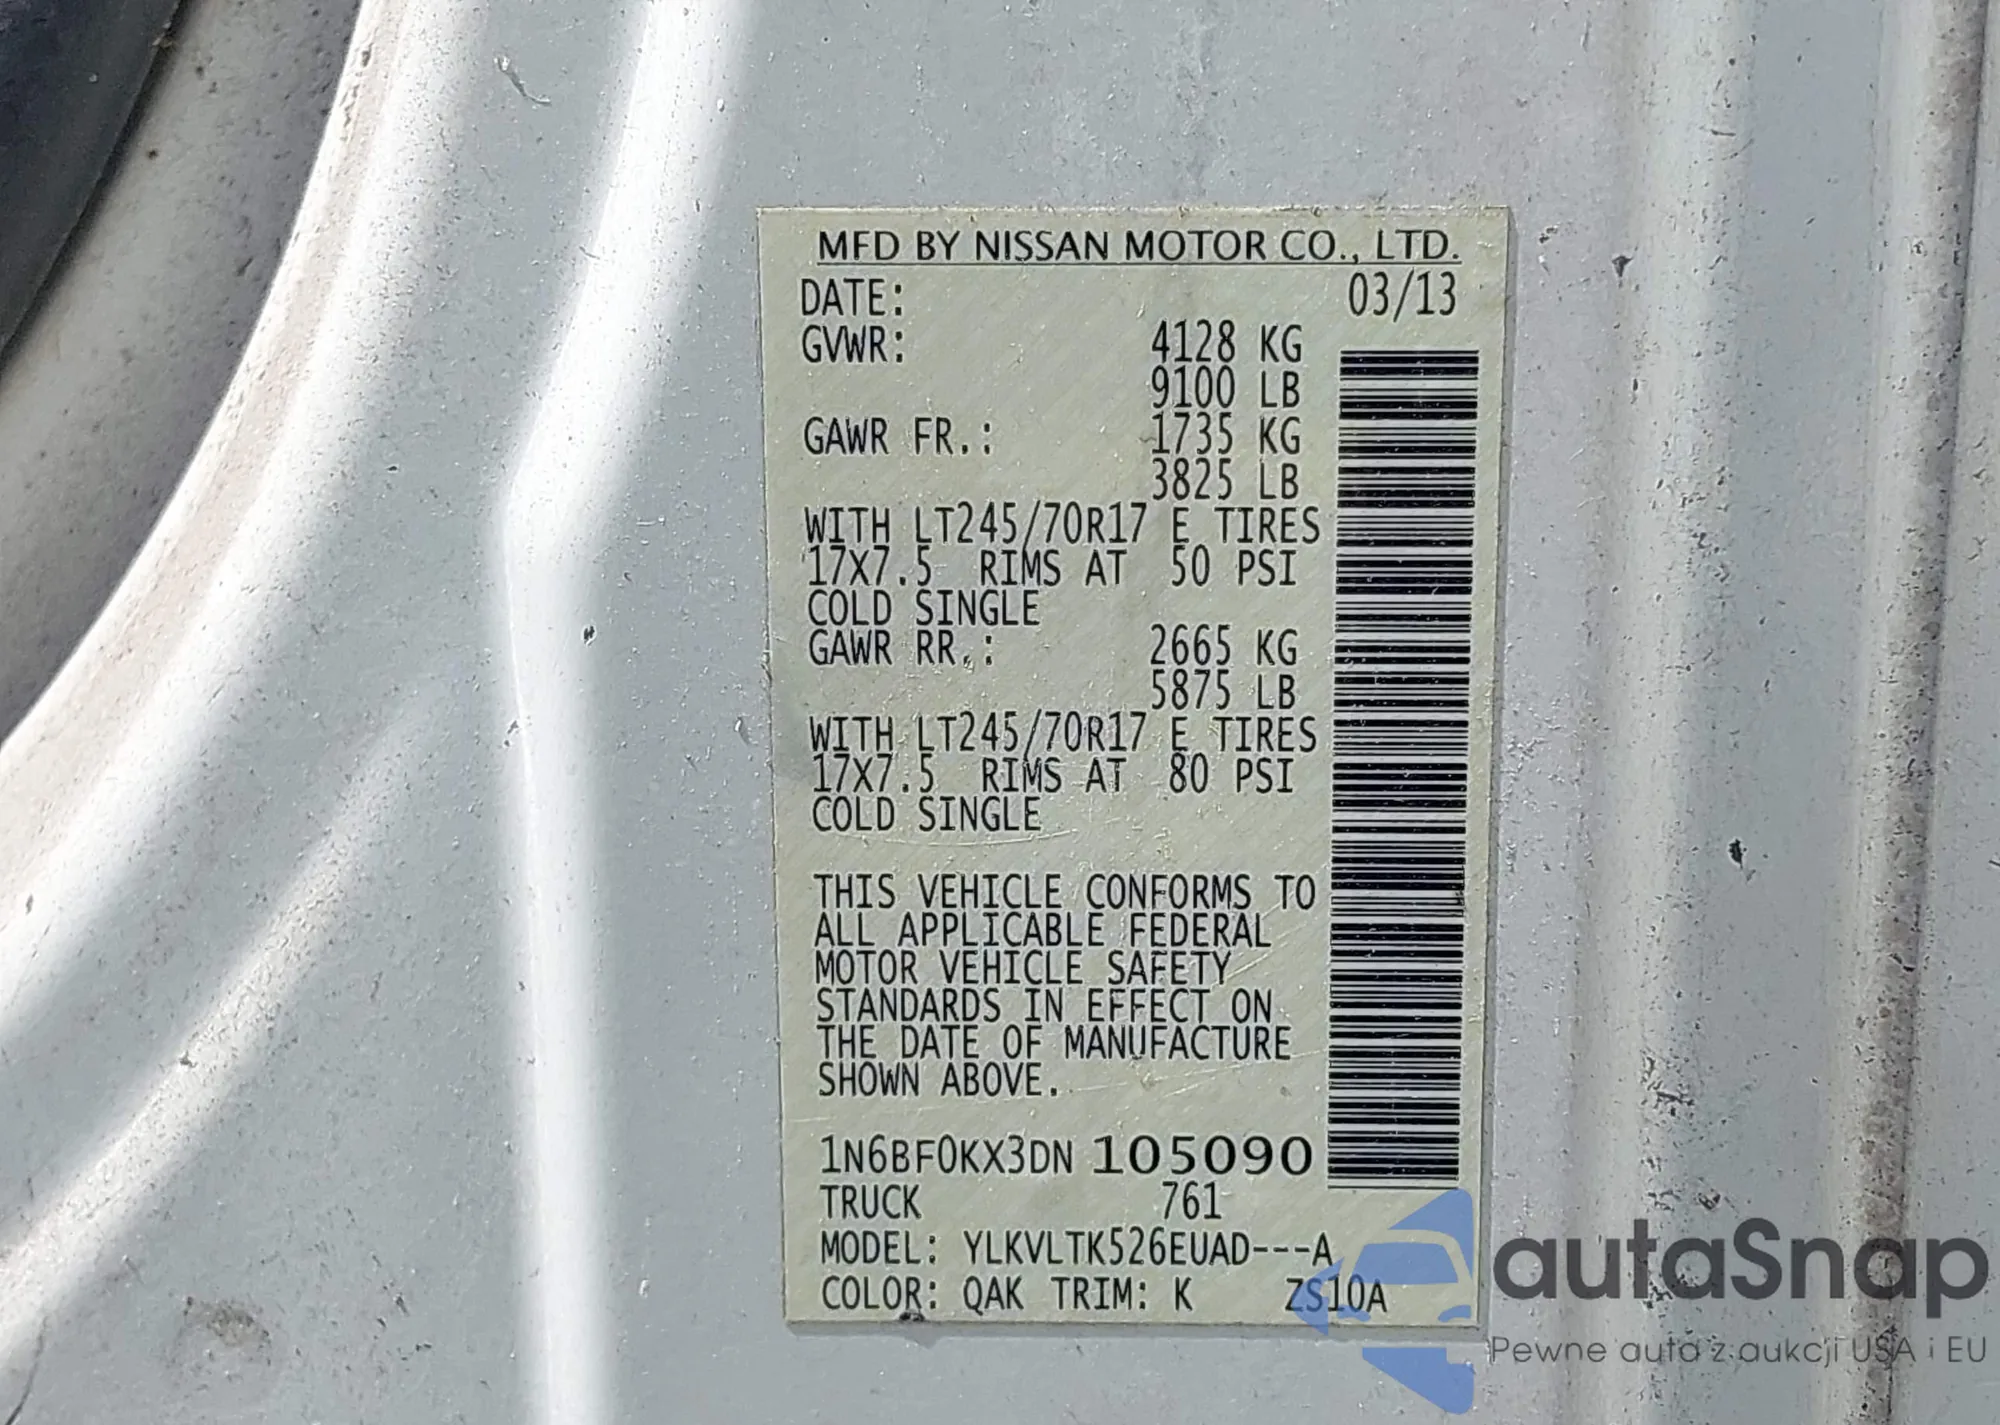 MFD BY NISSAN MOTOR CO., LTD.
DATE: 03/13
GVWR: 4128 KG
9100 LB
GAWR FR.: 1735 KG
3825 LB
WITH LT245/70R17 E TIRES
17X7.5 RIMS AT 50 PSI
COLD SINGLE
GAWR RR.: 2665 KG
5875 LB
WITH LT245/70R17 E TIRES
17X7.5 RIMS AT 80 PSI
COLD SINGLE
THIS VEHICLE CONFORMS TO
ALL APPLICABLE FEDERAL
MOTOR VEHICLE SAFETY
STANDARDS IN EFFECT ON
THE DATE OF MANUFACTURE
SHOWN ABOVE.
1N6BF0KX3DN 105090
TRUCK 761
MODEL: YLKVLTK526EUAD---A
COLOR: QAK TRIM: K ZS10A
autaSnap
Pewne auta z aukcji USA i EU